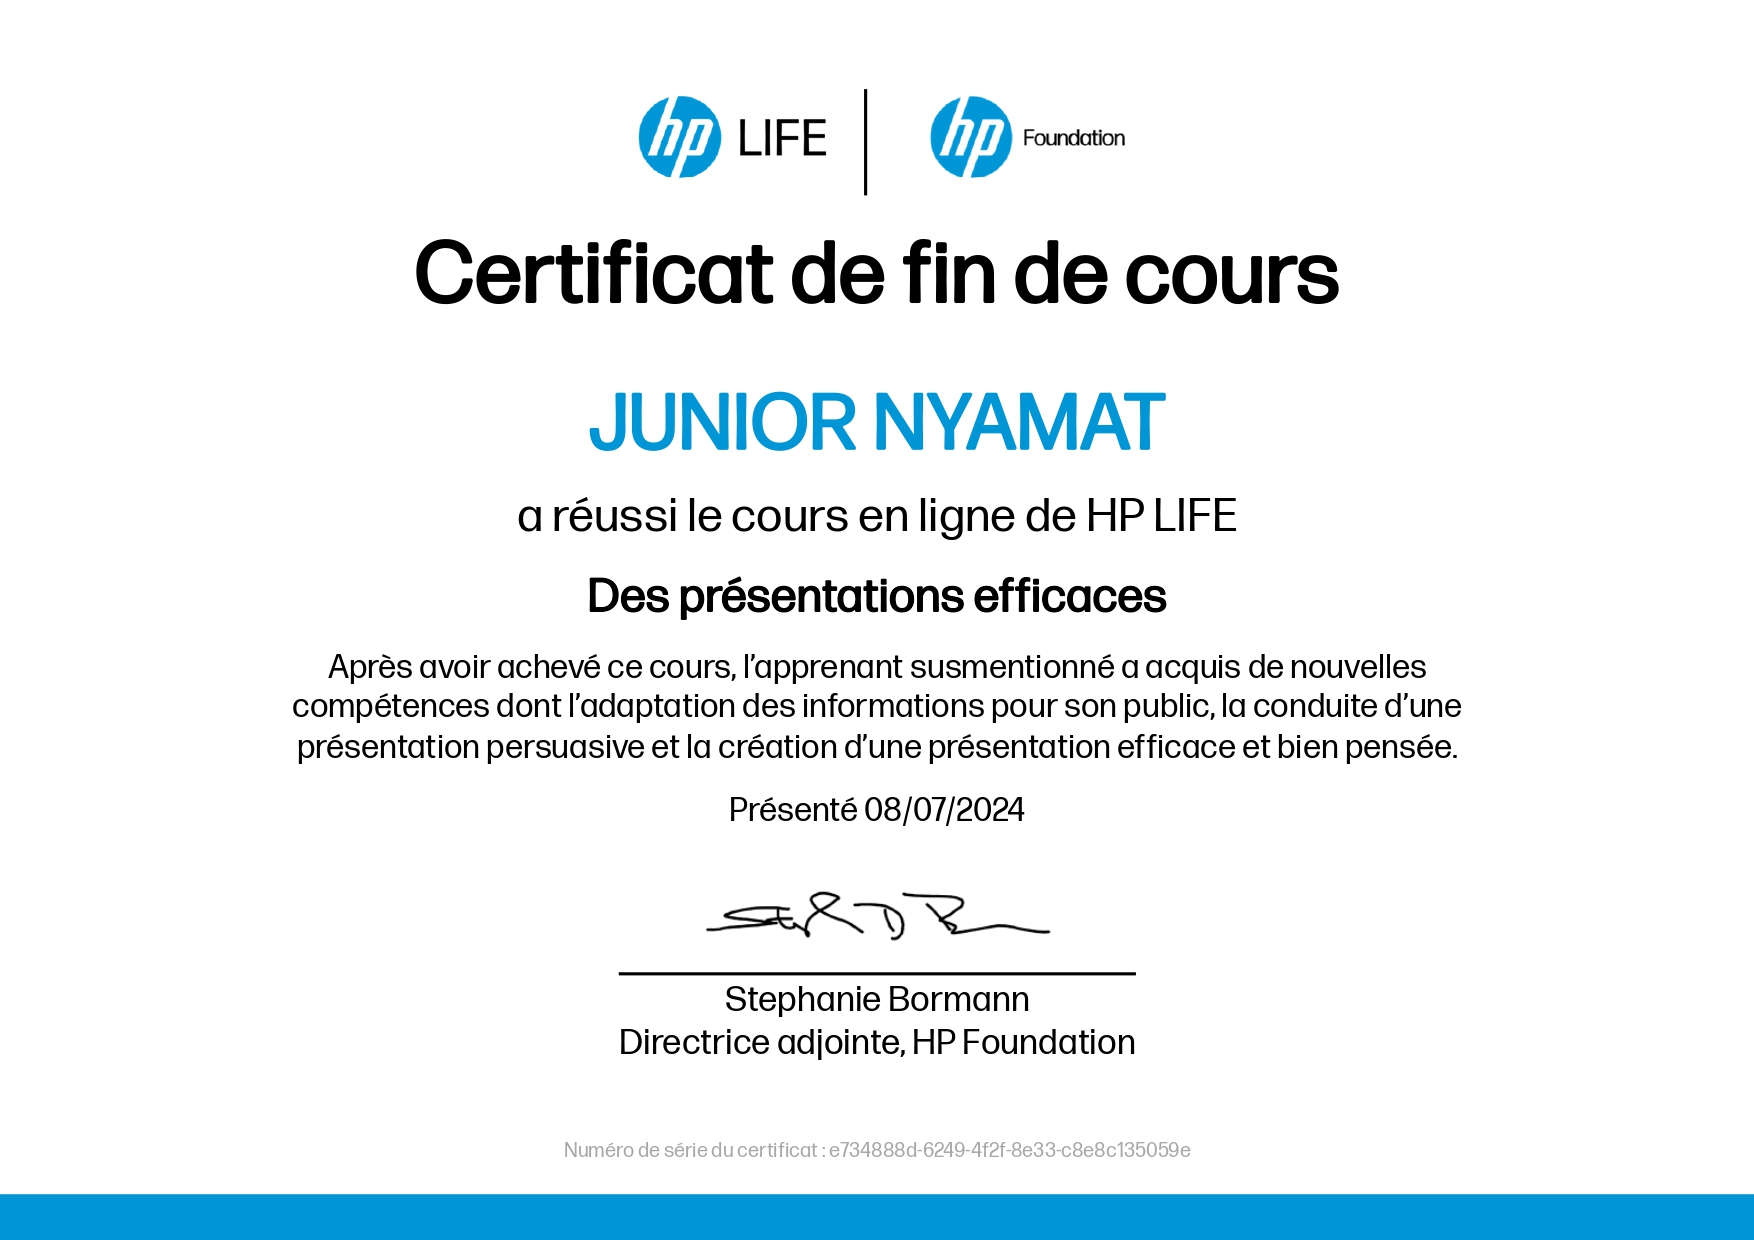 hp LIFE hp Foundation
Certificat de fin de cours
JUNIOR NYAMAT
a réussi le cours en ligne de HP LIFE
Des présentations efficaces
Après avoir achevé ce cours, l’apprenant susmentionné a acquis de nouvelles
compétences dont l’adaptation des informations pour son public, la conduite d’une
présentation persuasive et la création d’une présentation efficace et bien pensée.
Présenté 08/07/2024
Stephanie Bormann
Directrice adjointe, HP Foundation
Numéro de série du certificat : e734888d-6249-4f2f-8e33-c8e8c135059e